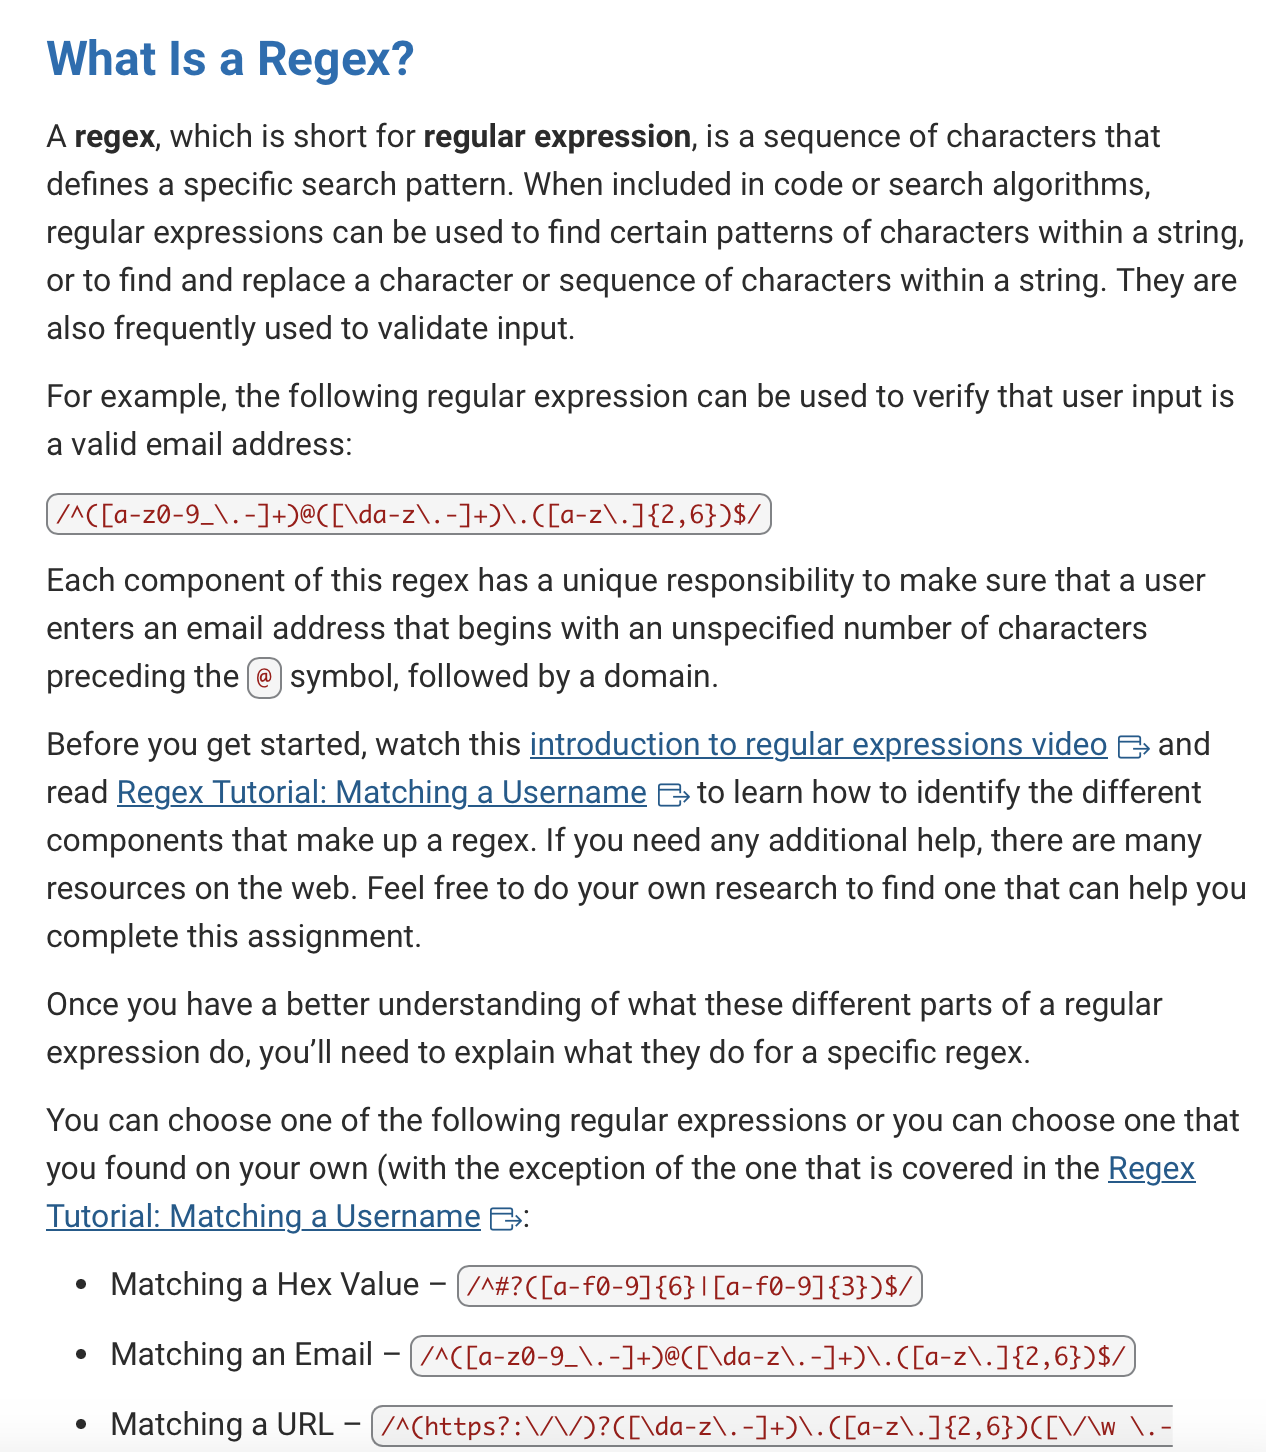 What Is a Regex?
A regex, which is short for regular expression, is a sequence of characters that
defines a specific search pattern. When included in code or search algorithms,
regular expressions can be used to find certain patterns of characters within a string,
or to find and replace a character or sequence of characters within a string. They are
also frequently used to validate input.
For example, the following regular expression can be used to verify that user input is
a valid email address:
/^([a-z0-9_\.-]+)@([\da-z\.-]+)\.([a-z\.]{2,6})$/
Each component of this regex has a unique responsibility to make sure that a user
enters an email address that begins with an unspecified number of characters
preceding the @ symbol, followed by a domain.
Before you get started, watch this introduction to regular expressions video and
read Regex Tutorial: Matching a Username to learn how to identify the different
components that make up a regex. If you need any additional help, there are many
resources on the web. Feel free to do your own research to find one that can help you
complete this assignment.
Once you have a better understanding of what these different parts of a regular
expression do, you’ll need to explain what they do for a specific regex.
You can choose one of the following regular expressions or you can choose one that
you found on your own (with the exception of the one that is covered in the Regex
Tutorial: Matching a Username:
• Matching a Hex Value – /^#?([a-f0-9]{6}|[a-f0-9]{3})$/
• Matching an Email – /^([a-z0-9_\.-]+)@([\da-z\.-]+)\.([a-z\.]{2,6})$/
• Matching a URL – /^(https?:\/\/)?([\da-z\.-]+)\.([a-z\.]{2,6})([\/\w \.-